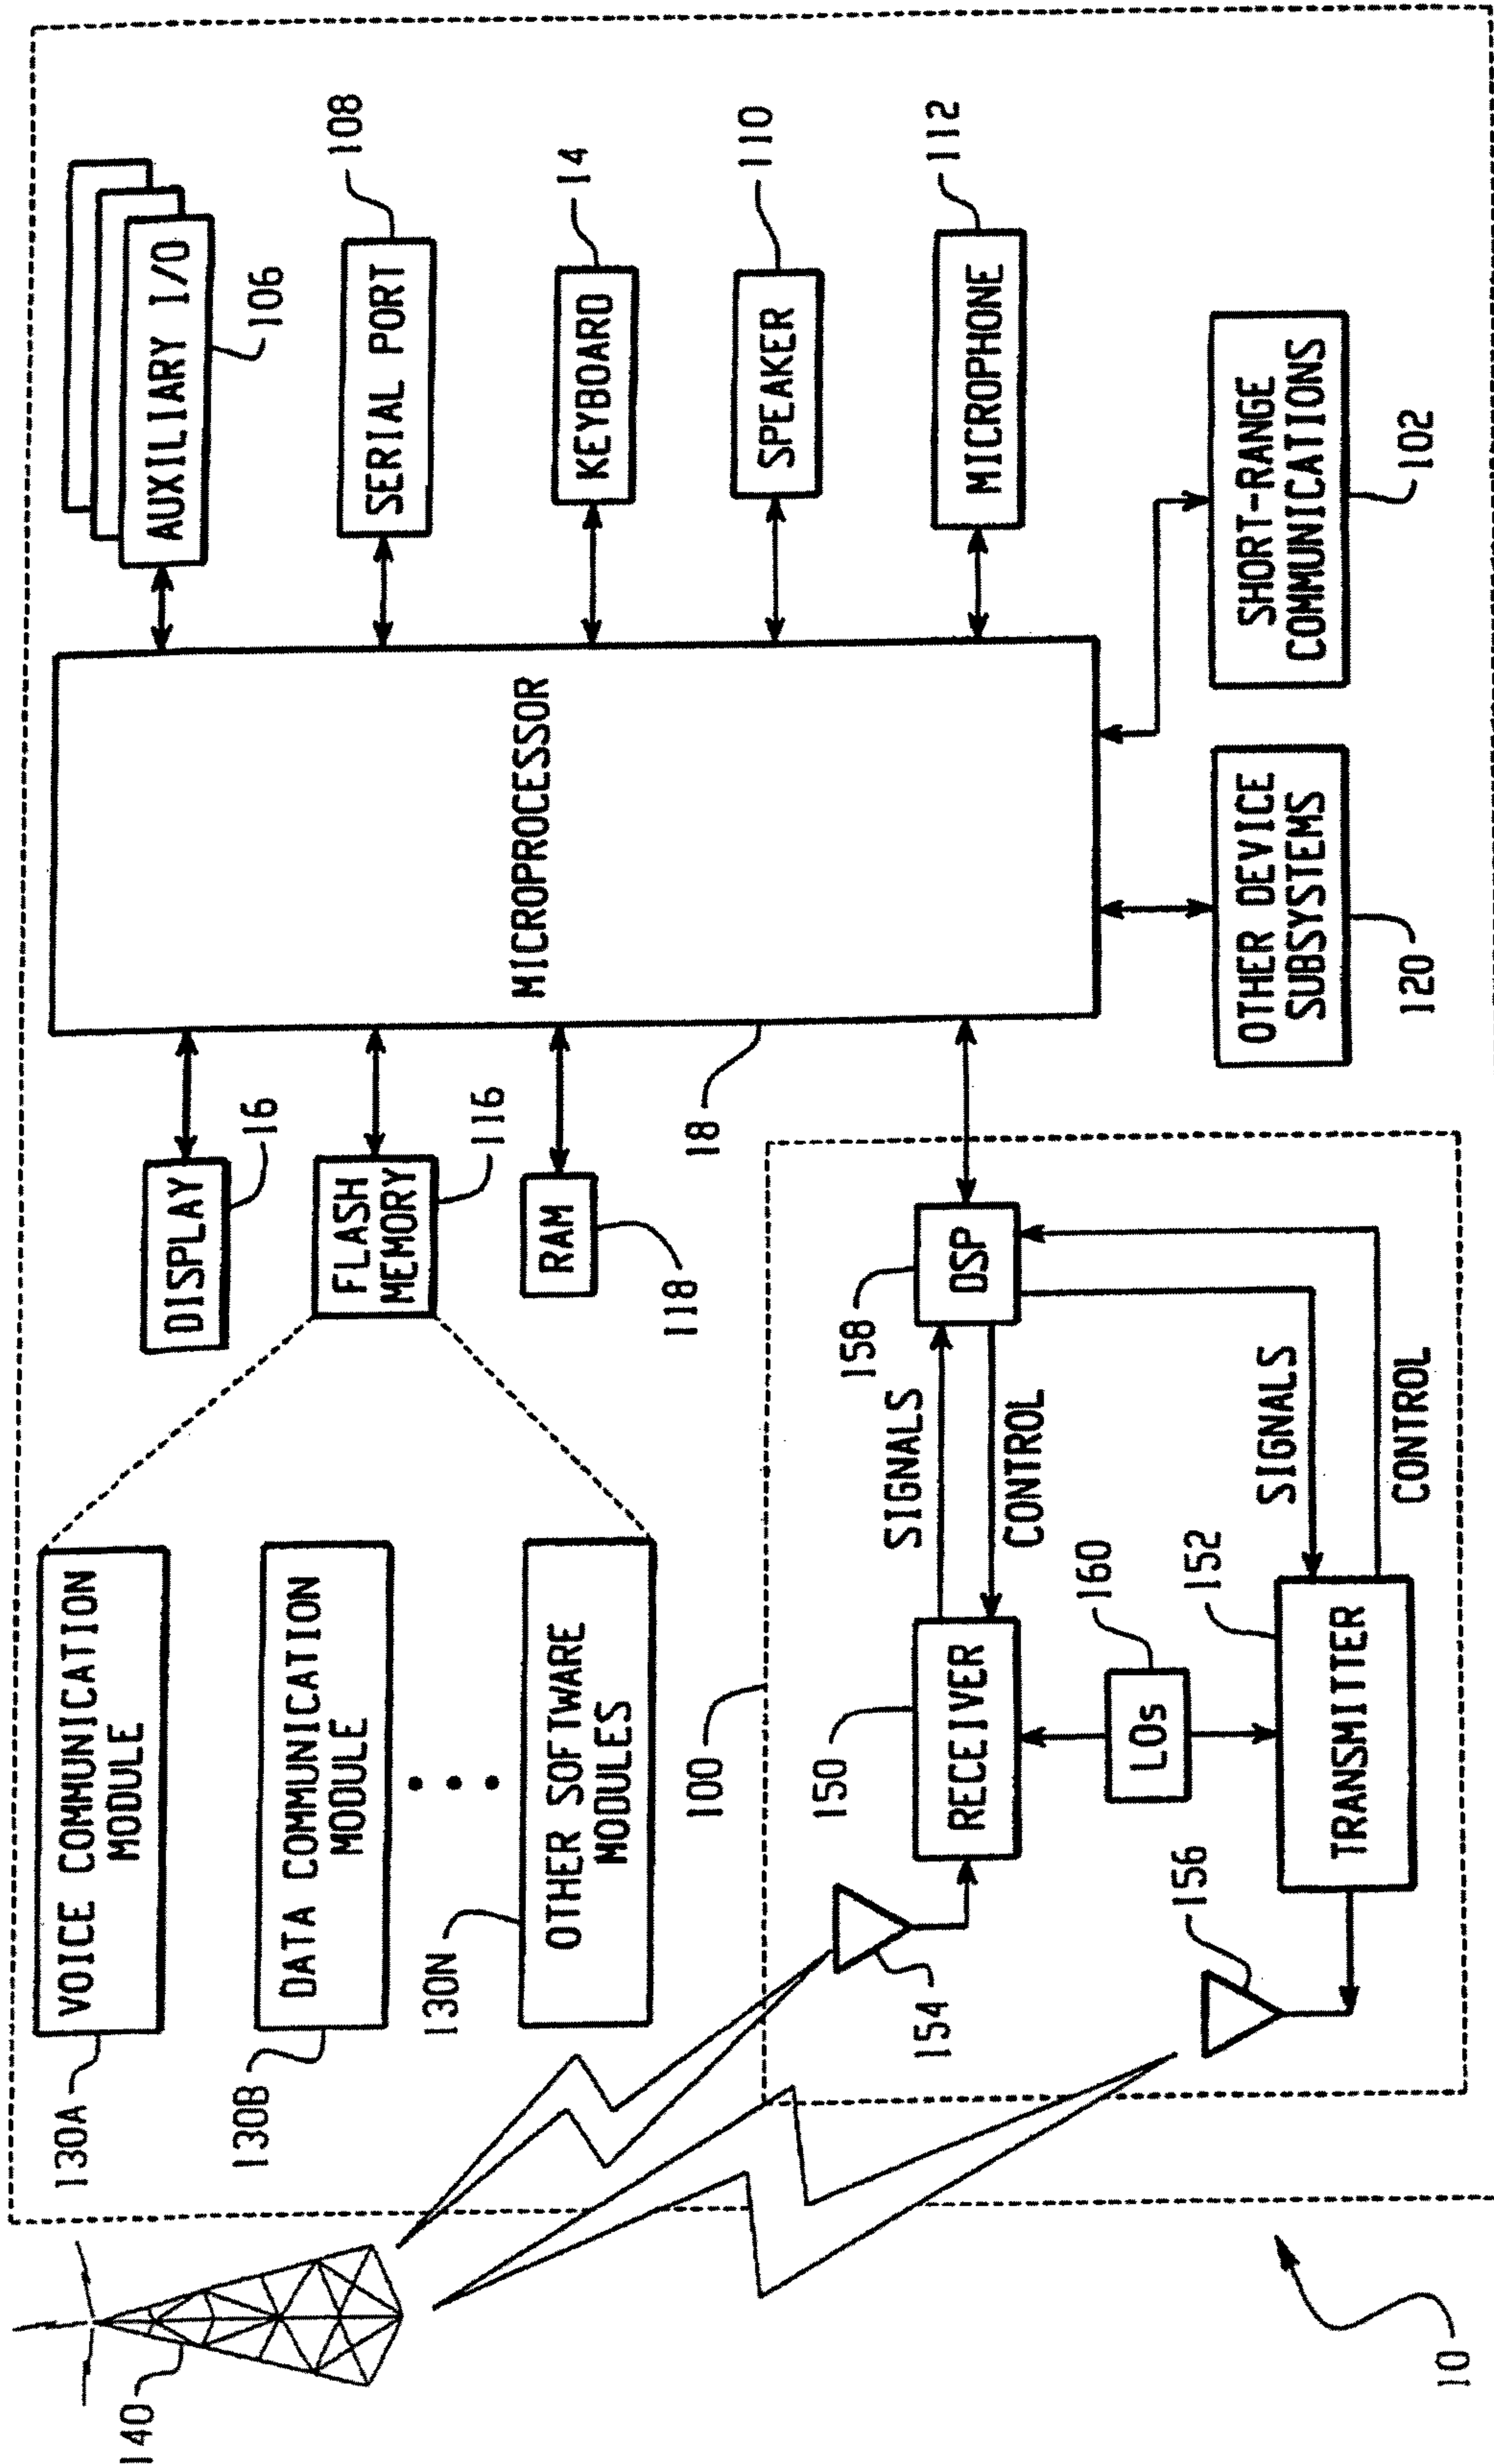 140
130A
VOICE COMMUNICATION
MODULE
130B
DATA COMMUNICATION
MODULE
130N
OTHER SOFTWARE
MODULES
DISPLAY
16
FLASH
MEMORY
116
RAM
118
18
MICROPROCESSOR
AUXILIARY I/O
106
SERIAL PORT
108
KEYBOARD
14
SPEAKER
110
MICROPHONE
112
100
150
RECEIVER
154
SIGNALS
CONTROL
158
DSP
160
LOs
152
TRANSMITTER
156
SIGNALS
CONTROL
OTHER DEVICE
SUBSYSTEMS
120
SHORT-RANGE
COMMUNICATIONS
102
10